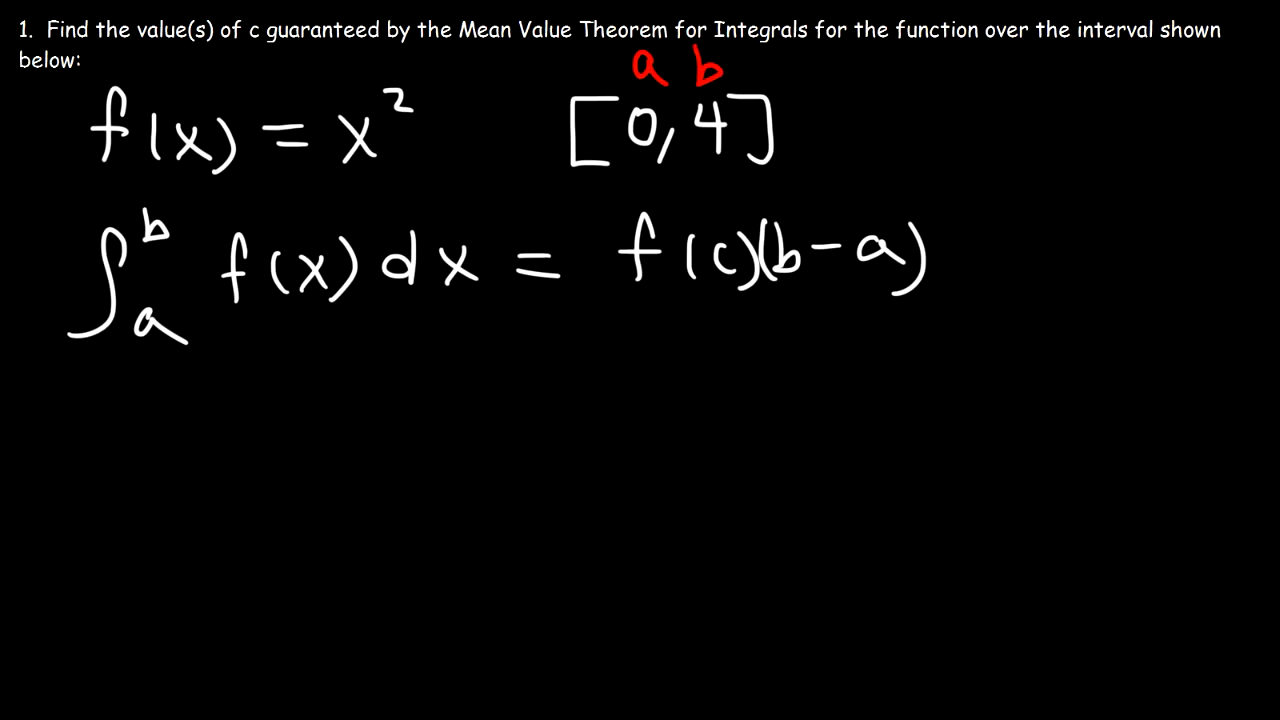 1. Find the value(s) of c guaranteed by the Mean Value Theorem for Integrals for the function over the interval shown
below:
a b
f(x) = x² [0,4]
∫ₐᵇ f(x) dx = f(c)(b-a)